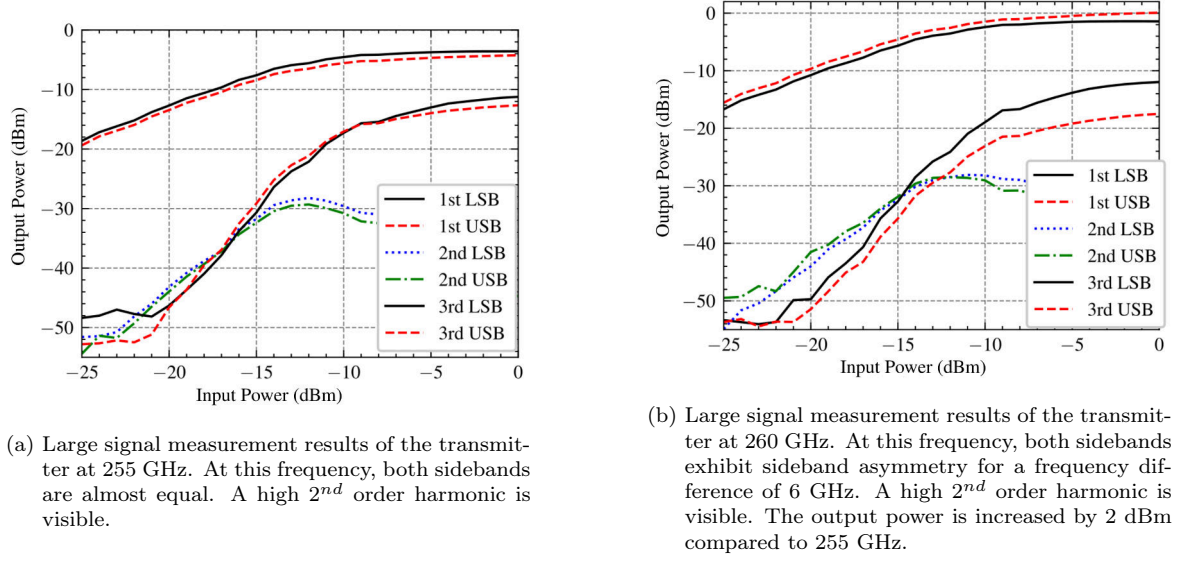 0
−10
−20
−30
−40
−50
Output Power (dBm)
−25
−20
−15
−10
−5
0
Input Power (dBm)
1st LSB
1st USB
2nd LSB
2nd USB
3rd LSB
3rd USB
(a) Large signal measurement results of the transmit-
ter at 255 GHz. At this frequency, both sidebands
are almost equal. A high 2nd order harmonic is
visible.
0
−10
−20
−30
−40
−50
Output Power (dBm)
−25
−20
−15
−10
−5
0
Input Power (dBm)
1st LSB
1st USB
2nd LSB
2nd USB
3rd LSB
3rd USB
(b) Large signal measurement results of the transmit-
ter at 260 GHz. At this frequency, both sidebands
exhibit sideband asymmetry for a frequency dif-
ference of 6 GHz. A high 2nd order harmonic is
visible. The output power is increased by 2 dBm
compared to 255 GHz.